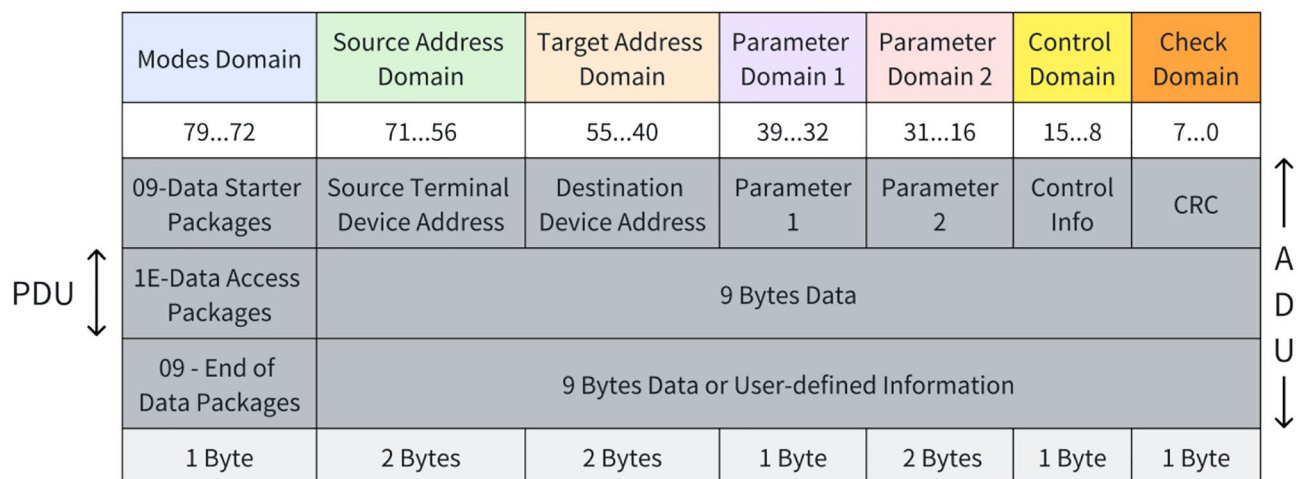 Modes Domain
Source Address
Domain
Target Address
Domain
Parameter
Domain 1
Parameter
Domain 2
Control
Domain
Check
Domain
79...72
71...56
55...40
39...32
31...16
15...8
7...0
09-Data Starter
Packages
Source Terminal
Device Address
Destination
Device Address
Parameter
1
Parameter
2
Control
Info
CRC
PDU
1E-Data Access
Packages
9 Bytes Data
09 - End of
Data Packages
9 Bytes Data or User-defined Information
A
D
U
1 Byte
2 Bytes
2 Bytes
1 Byte
2 Bytes
1 Byte
1 Byte